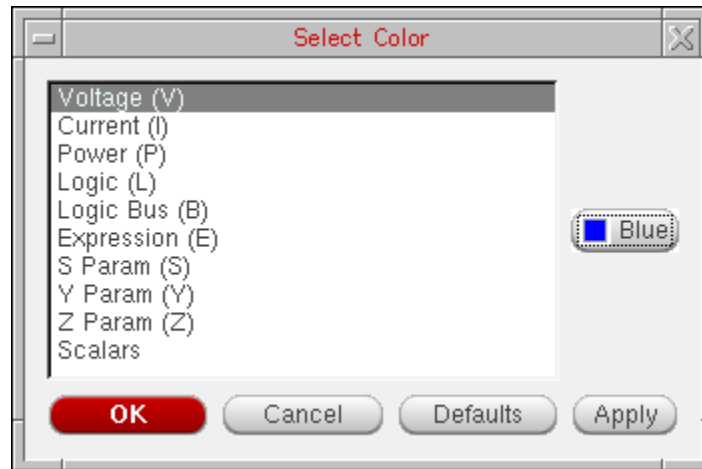 Select Color
Voltage (V)
Current (I)
Power (P)
Logic (L)
Logic Bus (B)
Expression (E)
S Param (S)
Y Param (Y)
Z Param (Z)
Scalars
Blue
OK Cancel Defaults Apply